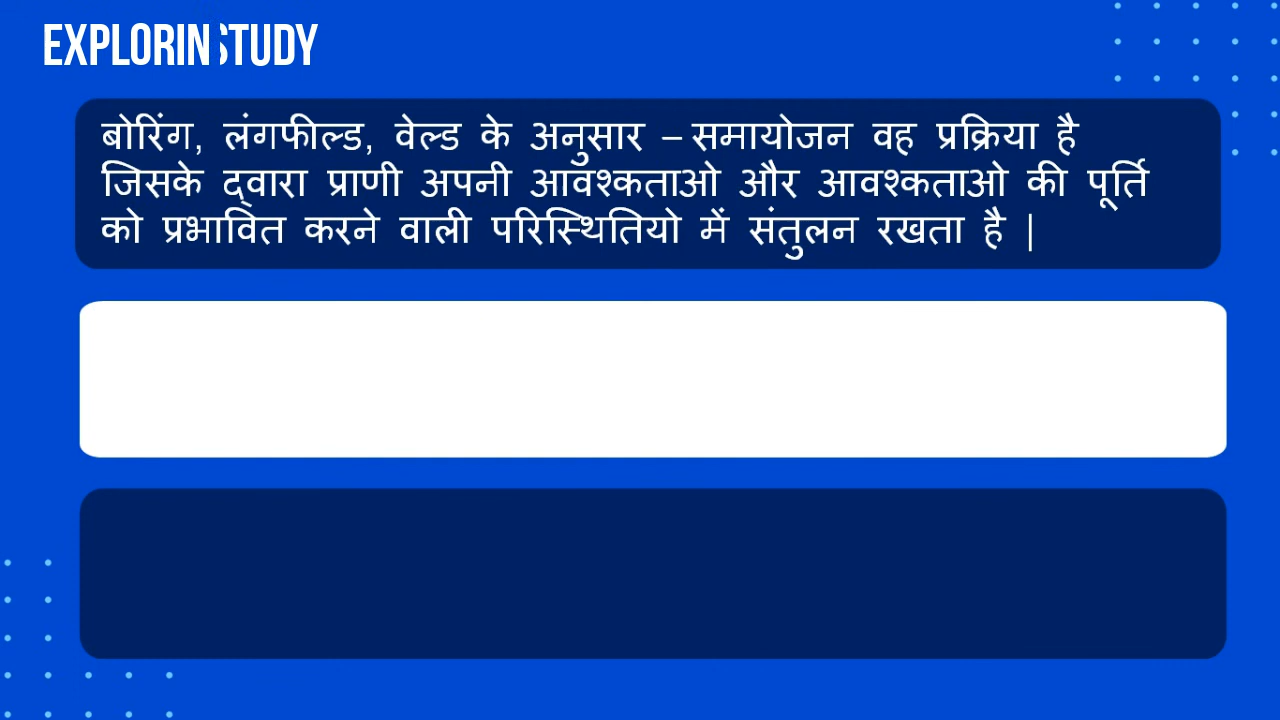 EXPLORIN STUDY
बोरिंग, लंगफील्ड, वेल्ड के अनुसार – समायोजन वह प्रक्रिया है
जिसके द्वारा प्राणी अपनी आवश्कताओ और आवश्कताओ की पूर्ति
को प्रभावित करने वाली परिस्थितियो में संतुलन रखता है |